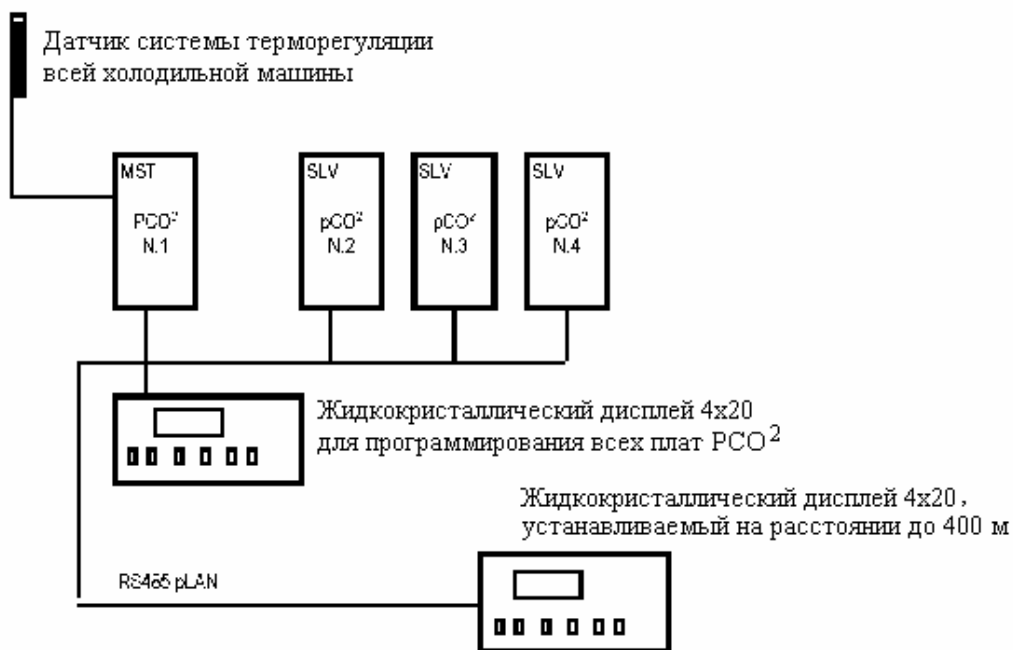 Датчик системы терморегуляции
всей холодильной машины
MST
PCO²
N.1
SLV
pCO²
N.2
SLV
pCO²
N.3
SLV
pCO²
N.4
Жидкокристаллический дисплей 4x20
для программирования всех плат PCO²
Жидкокристаллический дисплей 4x20,
устанавливаемый на расстоянии до 400 м
RS485 pLAN